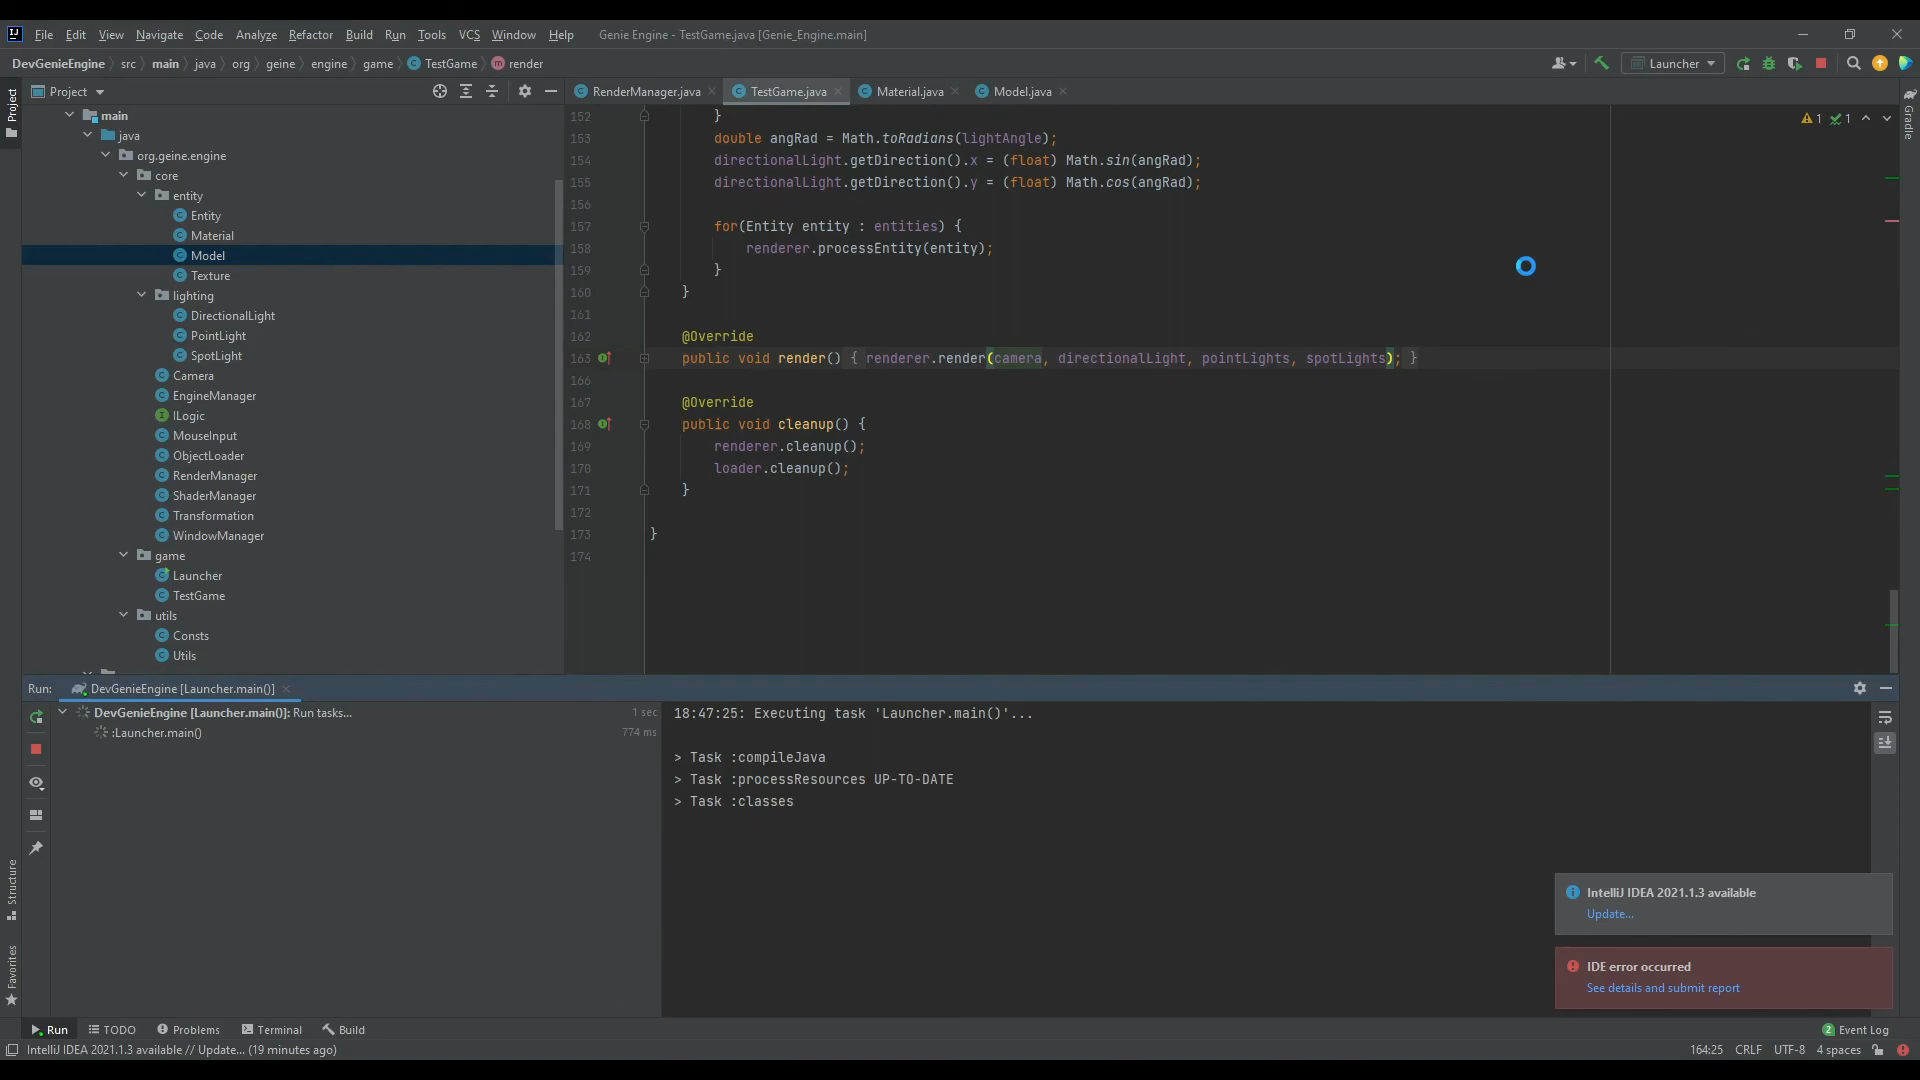 File Edit View Navigate Code Analyze Refactor Build Run Tools VCS Window Help Genie Engine - TestGame.java [Genie_Engine.main]
DevGenieEngine src main java org geine engine game TestGame render Launcher
Project RenderManager.java TestGame.java Material.java Model.java
Project
Gradle
main
java
org.geine.engine
core
entity
Entity
Material
Model
Texture
lighting
DirectionalLight
PointLight
SpotLight
Camera
EngineManager
ILogic
MouseInput
ObjectLoader
RenderManager
ShaderManager
Transformation
WindowManager
game
Launcher
TestGame
utils
Consts
Utils
1 1
152 }
153 double angRad = Math.toRadians(lightAngle);
154 directionalLight.getDirection().x = (float) Math.sin(angRad);
155 directionalLight.getDirection().y = (float) Math.cos(angRad);
156
157 for(Entity entity : entities) {
158 renderer.processEntity(entity);
159 }
160 }
161
162 @Override
163 public void render() { renderer.render(camera, directionalLight, pointLights, spotLights); }
166
167 @Override
168 public void cleanup() {
169 renderer.cleanup();
170 loader.cleanup();
171 }
172
173 }
174
Run: DevGenieEngine [Launcher.main()]
DevGenieEngine [Launcher.main()]: Run tasks... 1 sec
:Launcher.main() 774 ms
18:47:25: Executing task 'Launcher.main()'...
> Task :compileJava
> Task :processResources UP-TO-DATE
> Task :classes
Structure
Favorites
IntelliJ IDEA 2021.1.3 available
Update...
IDE error occurred
See details and submit report
Run TODO Problems Terminal Build 2 Event Log
IntelliJ IDEA 2021.1.3 available // Update... (19 minutes ago) 164:25 CRLF UTF-8 4 spaces